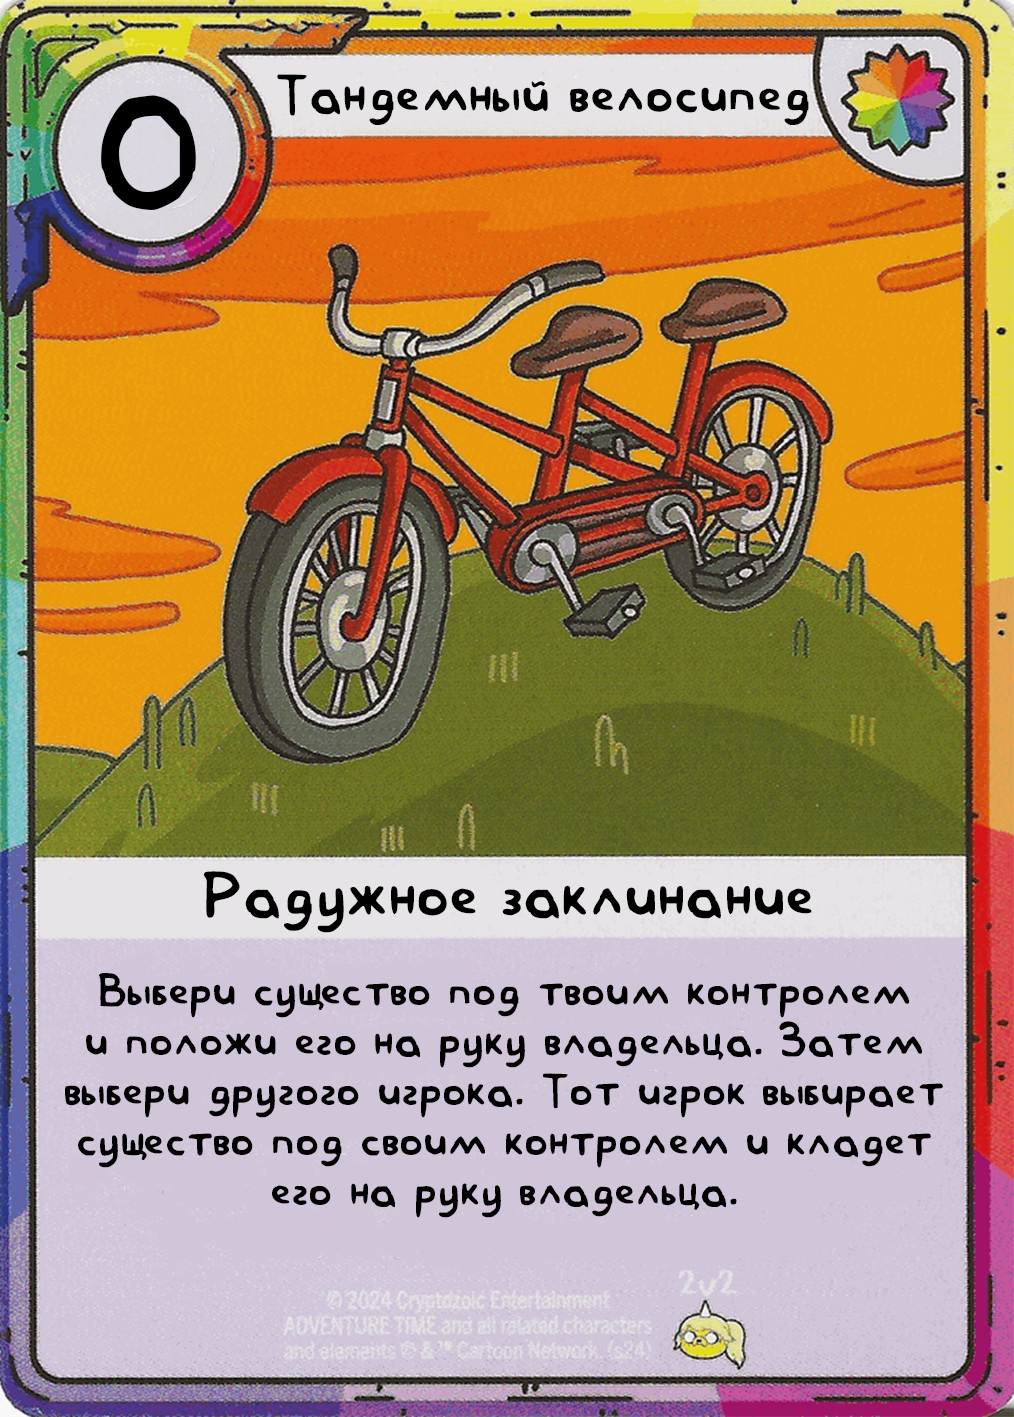 0
Тандемный велосипед
Радужное заклинание
Выбери существо под твоим контролем
и положи его на руку владельца. Затем
выбери другого игрока. Тот игрок выбирает
существо под своим контролем и кладет
его на руку владельца.
2v2
© 2024 Cryptozoic Entertainment
ADVENTURE TIME and all related characters
and elements © & ™ Cartoon Network. (s24)